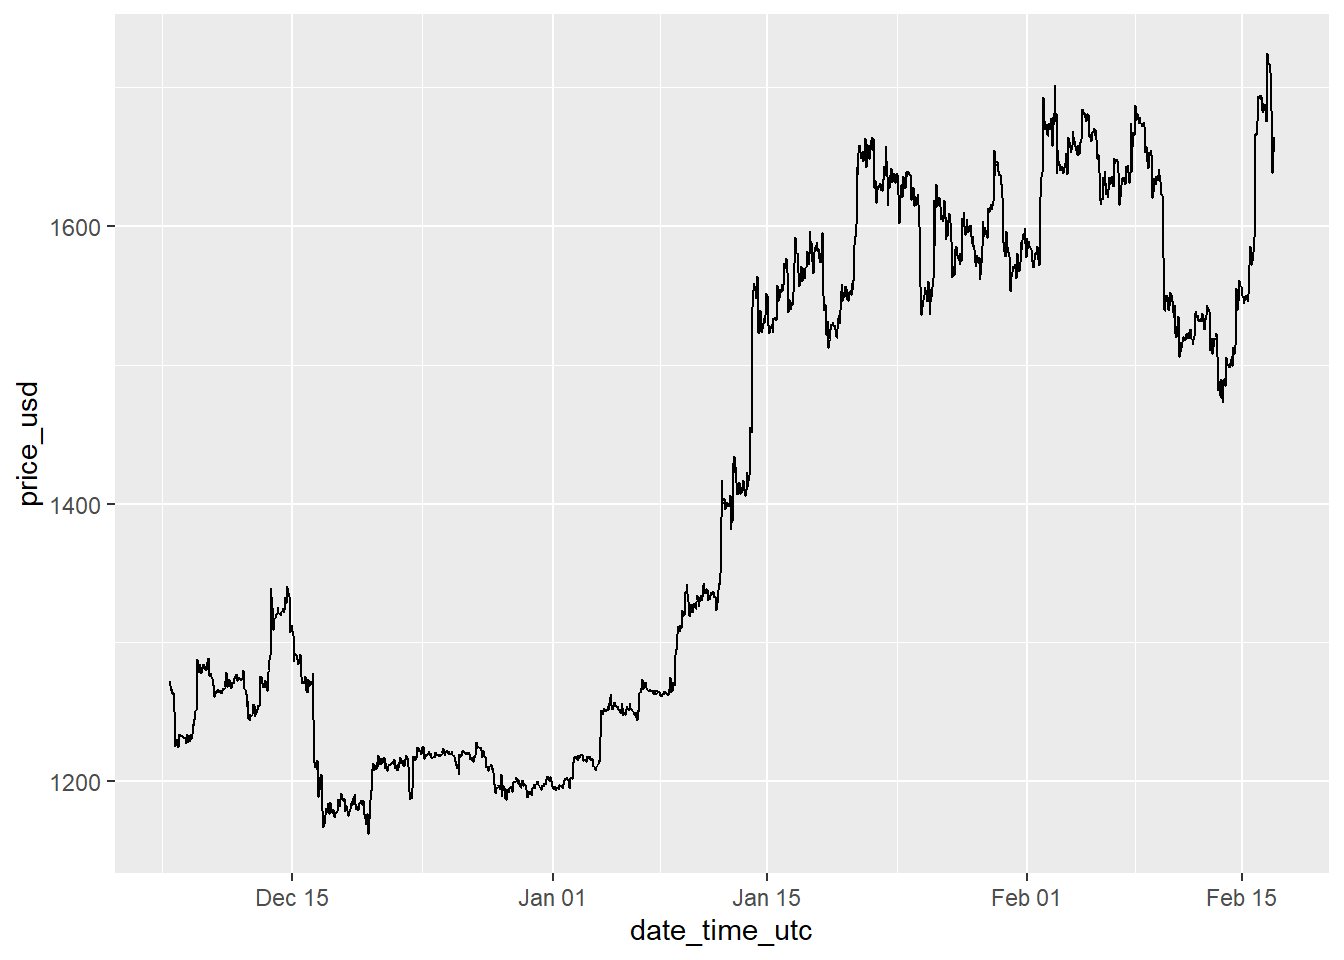 price_usd
1600
1400
1200
Dec 15
Jan 01
Jan 15
Feb 01
Feb 15
date_time_utc